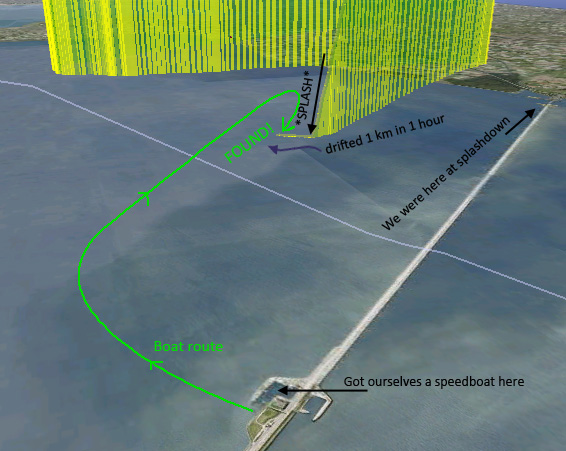 *SPLASH*
FOUND!
drifted 1 km in 1 hour
We were here at splashdown
Boat route
Got ourselves a speedboat here